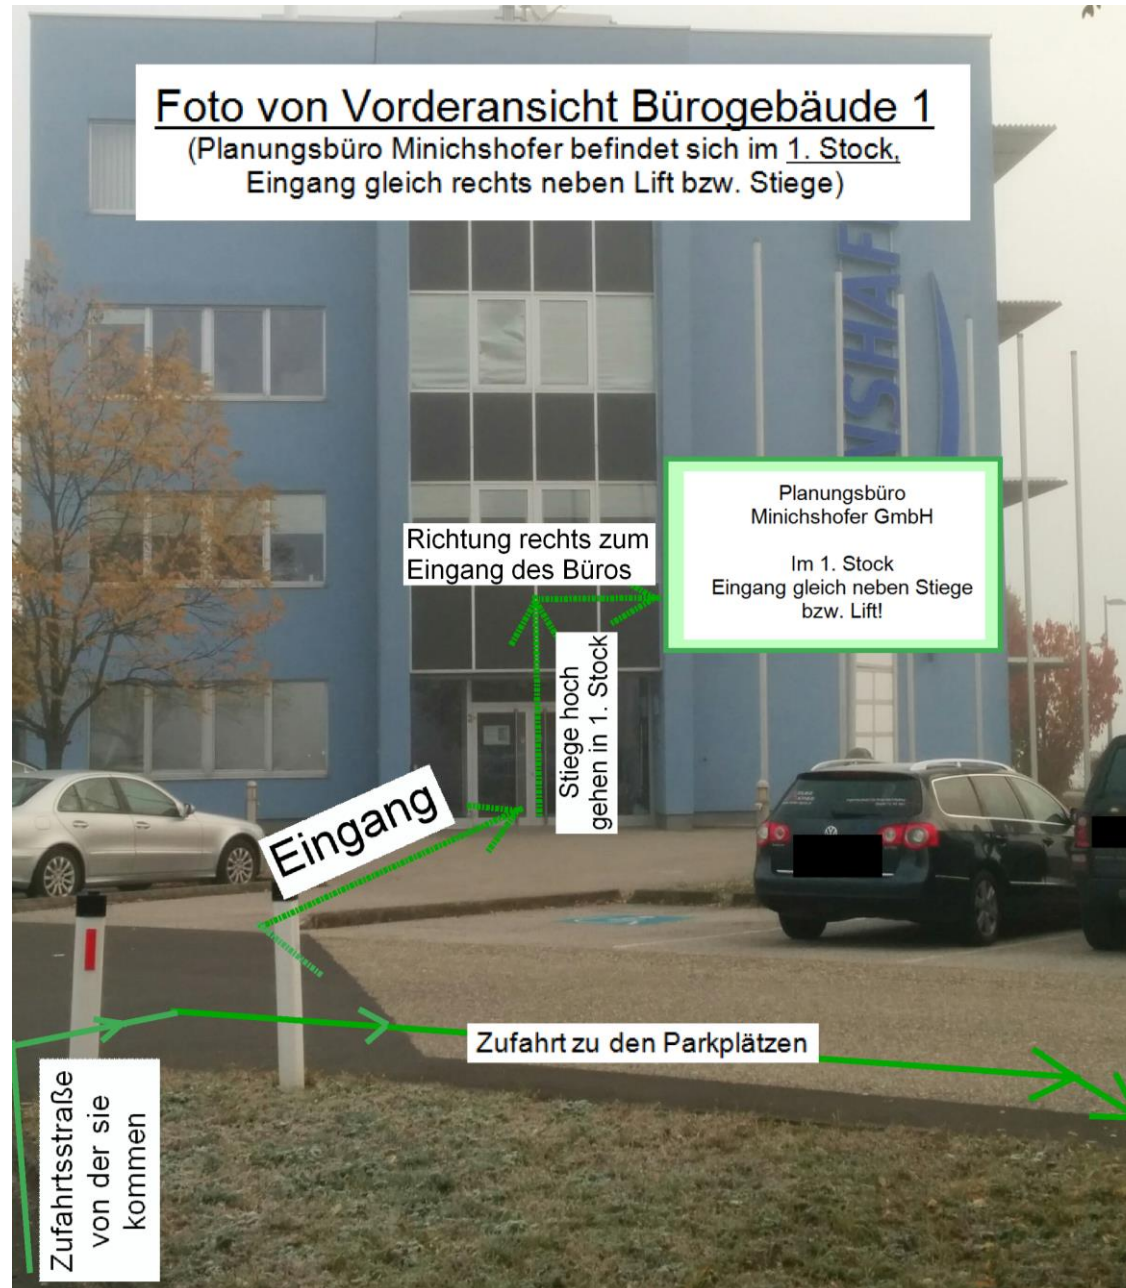 Foto von Vorderansicht Bürogebäude 1
(Planungsbüro Minichshofer befindet sich im 1. Stock,
Eingang gleich rechts neben Lift bzw. Stiege)
NSHAF
Planungsbüro
Minichshofer GmbH
Im 1. Stock
Eingang gleich neben Stiege
bzw. Lift!
Richtung rechts zum
Eingang des Büros
Stiege hoch
gehen in 1. Stock
Eingang
Zufahrt zu den Parkplätzen
Zufahrtsstraße
von der sie
kommen